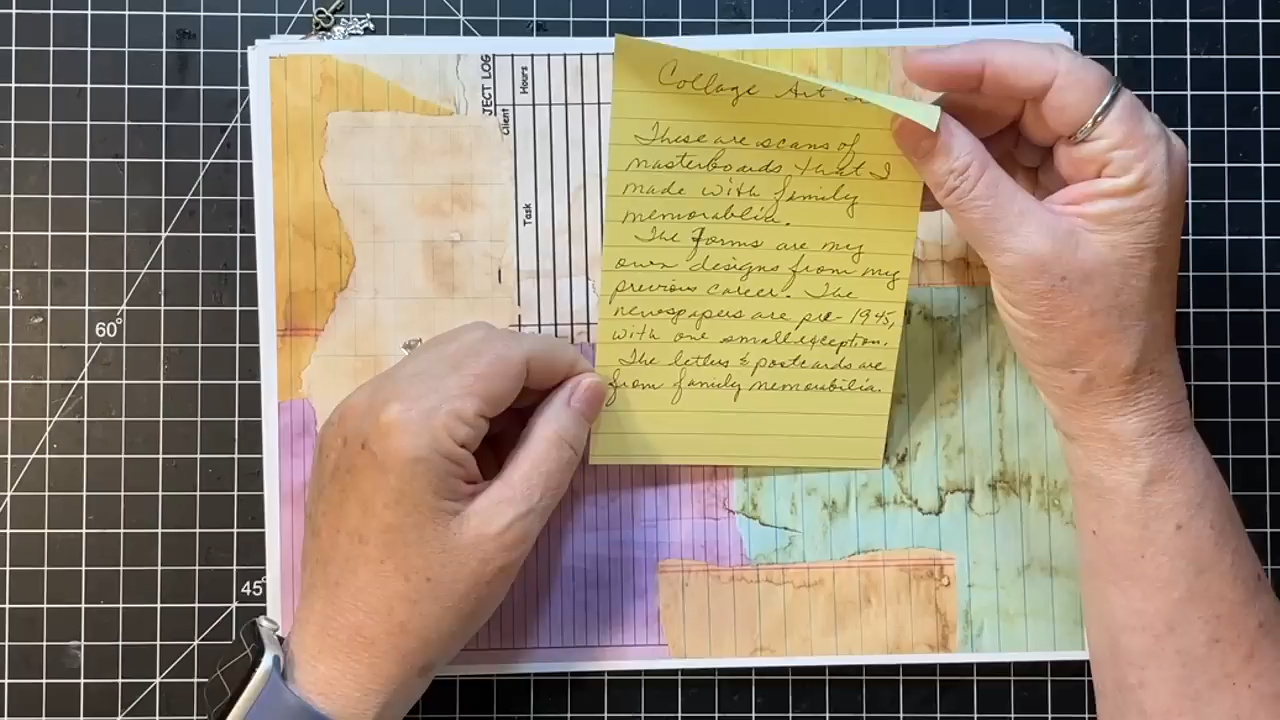 60°
45°
JECT LOG
Client
Hours
Task
Collage Art
These are scans of
masterboards that I
made with family
memorablia.
The forms are my
own designs from my
previous career. The
newspapers are pre-1945,
with one small exception.
The letters & postcards are
from family memorabilia.